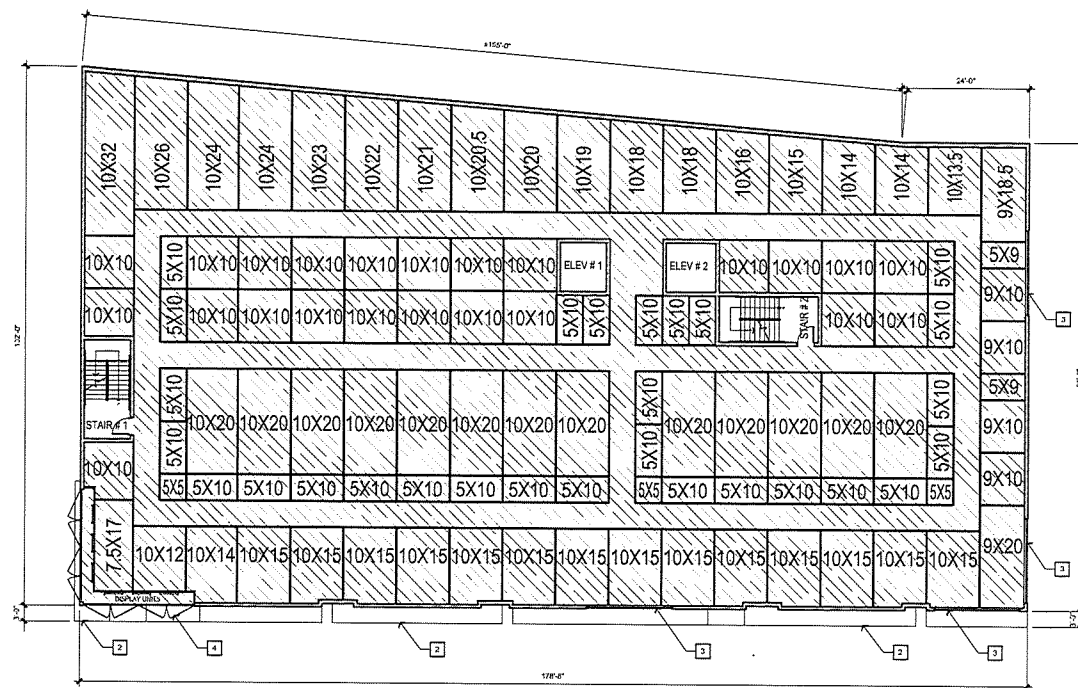 ±155'-0"
24'-0"
10X32 10X26 10X24 10X24 10X23 10X22 10X21 10X20.5 10X20 10X19 10X18 10X18 10X16 10X15 10X14 10X14 10X13.5 9X18.5
10X10 5X10 10X10 10X10 10X10 10X10 10X10 10X10 10X10 ELEV # 1 ELEV # 2 10X10 10X10 10X10 10X10 5X10 5X9
9X10
10X10 5X10 10X10 10X10 10X10 10X10 10X10 10X10 10X10 5X10 5X10 5X10 5X10 5X10 STAIR # 2 10X10 10X10 5X10
3
9X10
5X9
5X10 5X10 5X10
10X20 10X20 10X20 10X20 10X20 10X20 10X20 10X20 10X20 10X20 10X20 10X20 10X20 9X10
STAIR # 1
5X10 5X10 5X10
10X10 9X10
5X5 5X10 5X10 5X10 5X10 5X10 5X10 5X10 5X10 5X5 5X10 5X10 5X10 5X10 5X10 5X5
7.5X17 10X12 10X14 10X15 10X15 10X15 10X15 10X15 10X15 10X15 10X15 10X15 10X15 10X15 10X15 10X15 10X15 9X20
3
DISPLAY UNITS
3'-0"
2 4 2 3 2 3
178'-8"